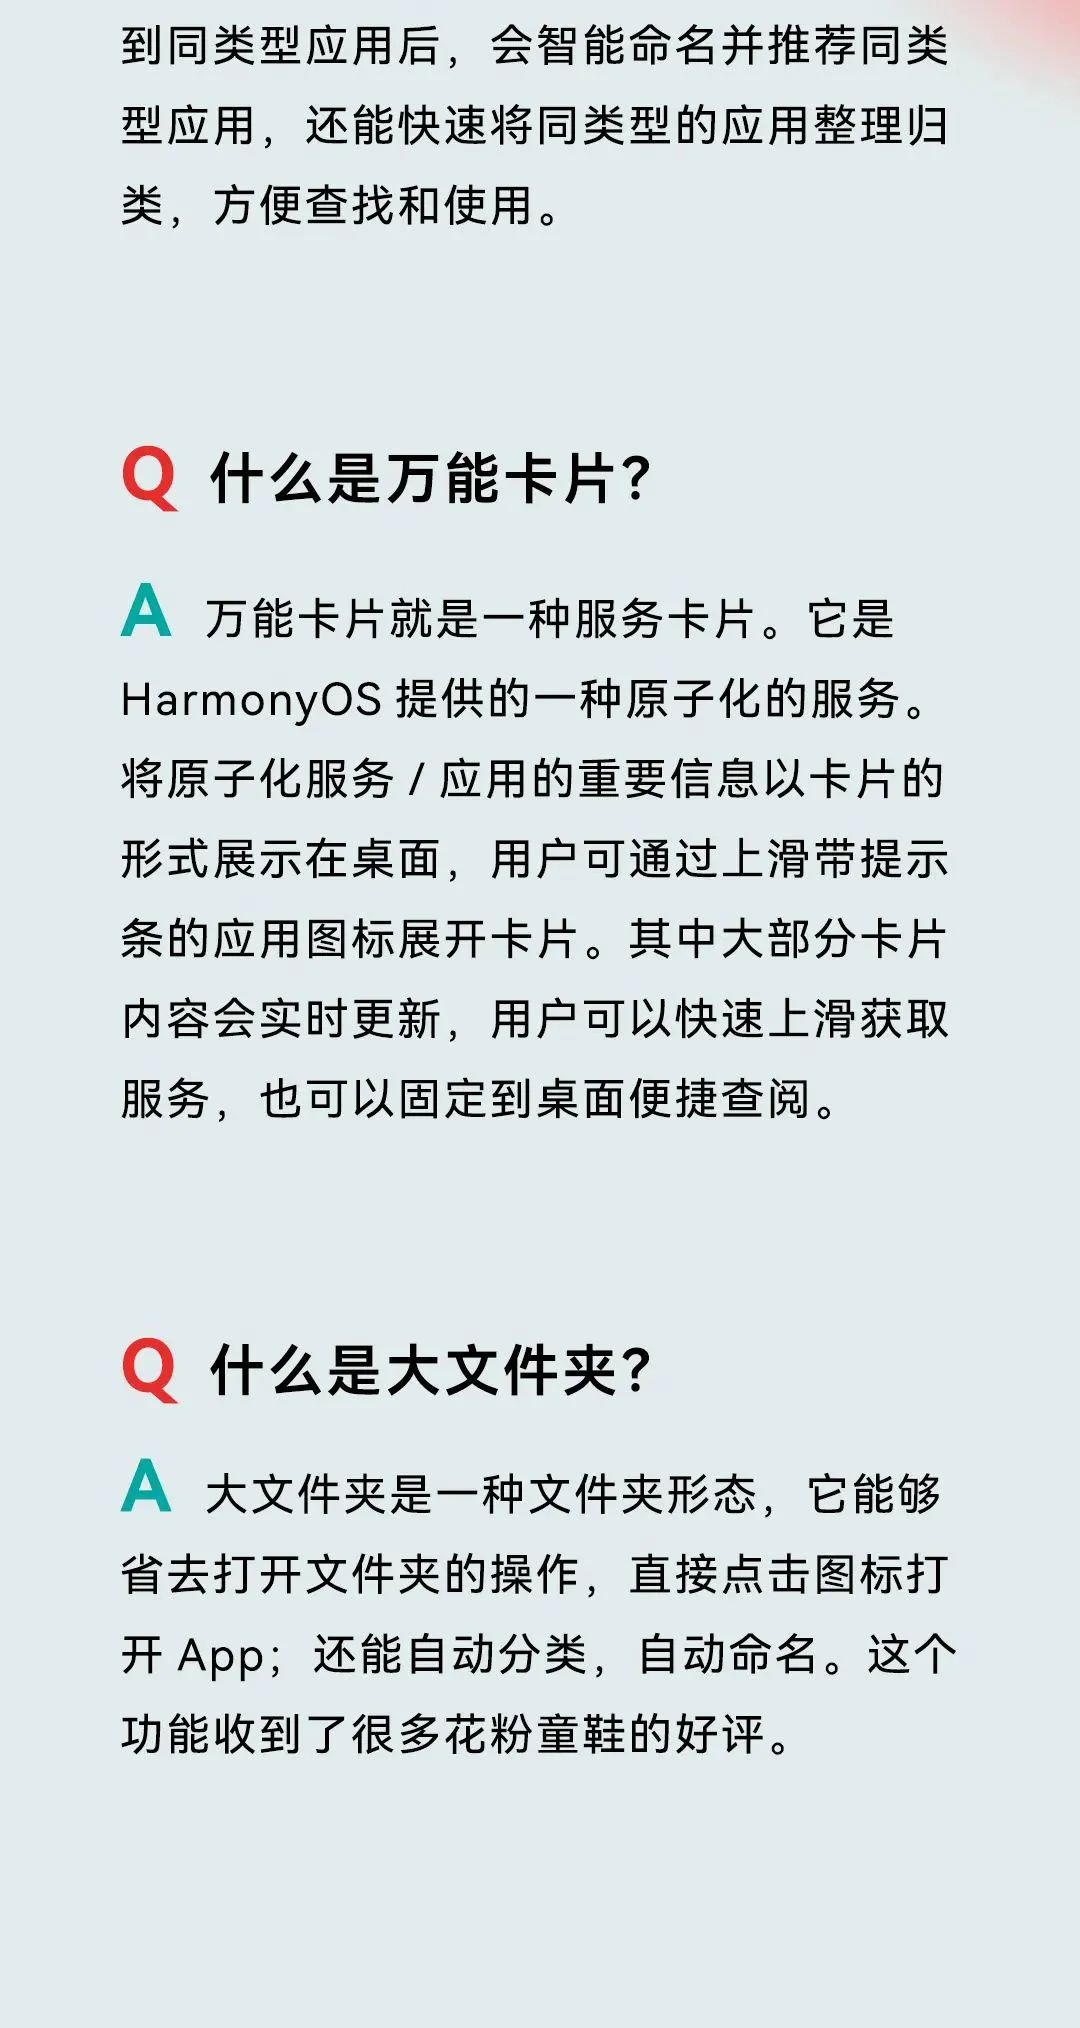 到同类型应用后，会智能命名并推荐同类
型应用，还能快速将同类型的应用整理归
类，方便查找和使用。
Q 什么是万能卡片？
A 万能卡片就是一种服务卡片。它是
HarmonyOS 提供的一种原子化的服务。
将原子化服务 / 应用的重要信息以卡片的
形式展示在桌面，用户可通过上滑带提示
条的应用图标展开卡片。其中大部分卡片
内容会实时更新，用户可以快速上滑获取
服务，也可以固定到桌面便捷查阅。
Q 什么是大文件夹？
A 大文件夹是一种文件夹形态，它能够
省去打开文件夹的操作，直接点击图标打
开 App；还能自动分类，自动命名。这个
功能收到了很多花粉童鞋的好评。